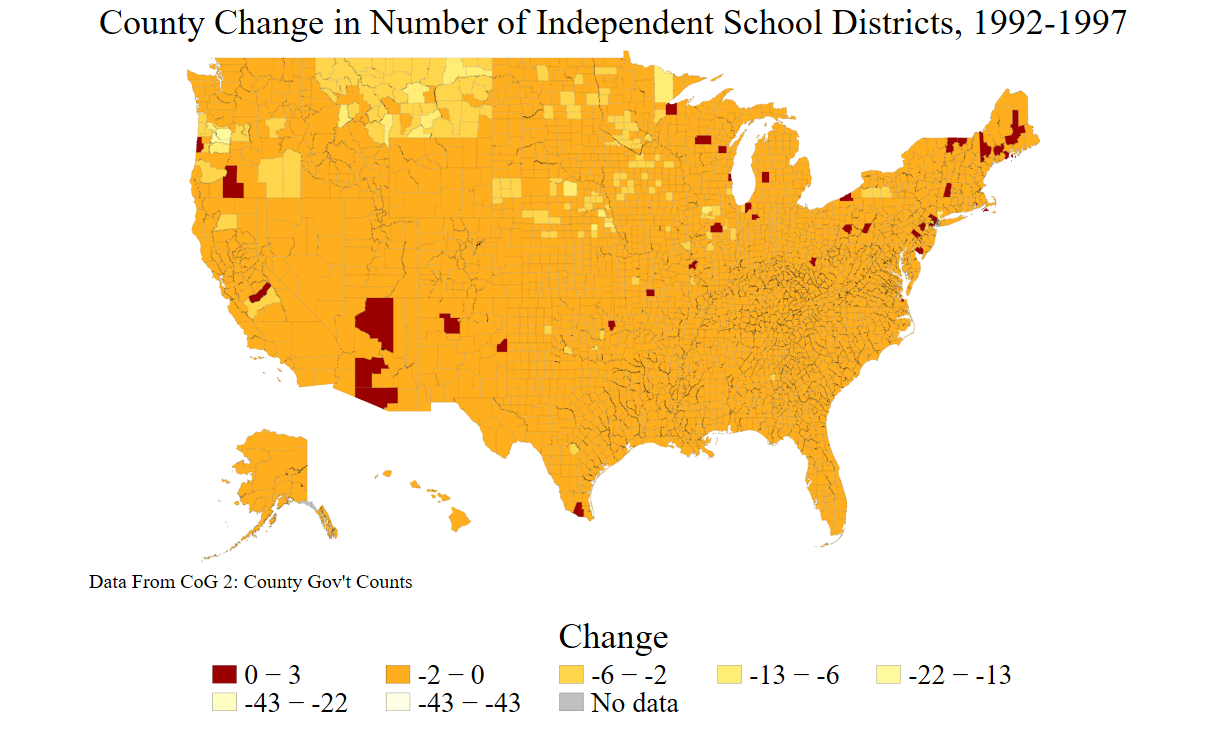 County Change in Number of Independent School Districts, 1992-1997
Data From CoG 2: County Gov't Counts
Change
0 − 3 -2 − 0 -6 − -2 -13 − -6 -22 − -13
-43 − -22 -43 − -43 No data